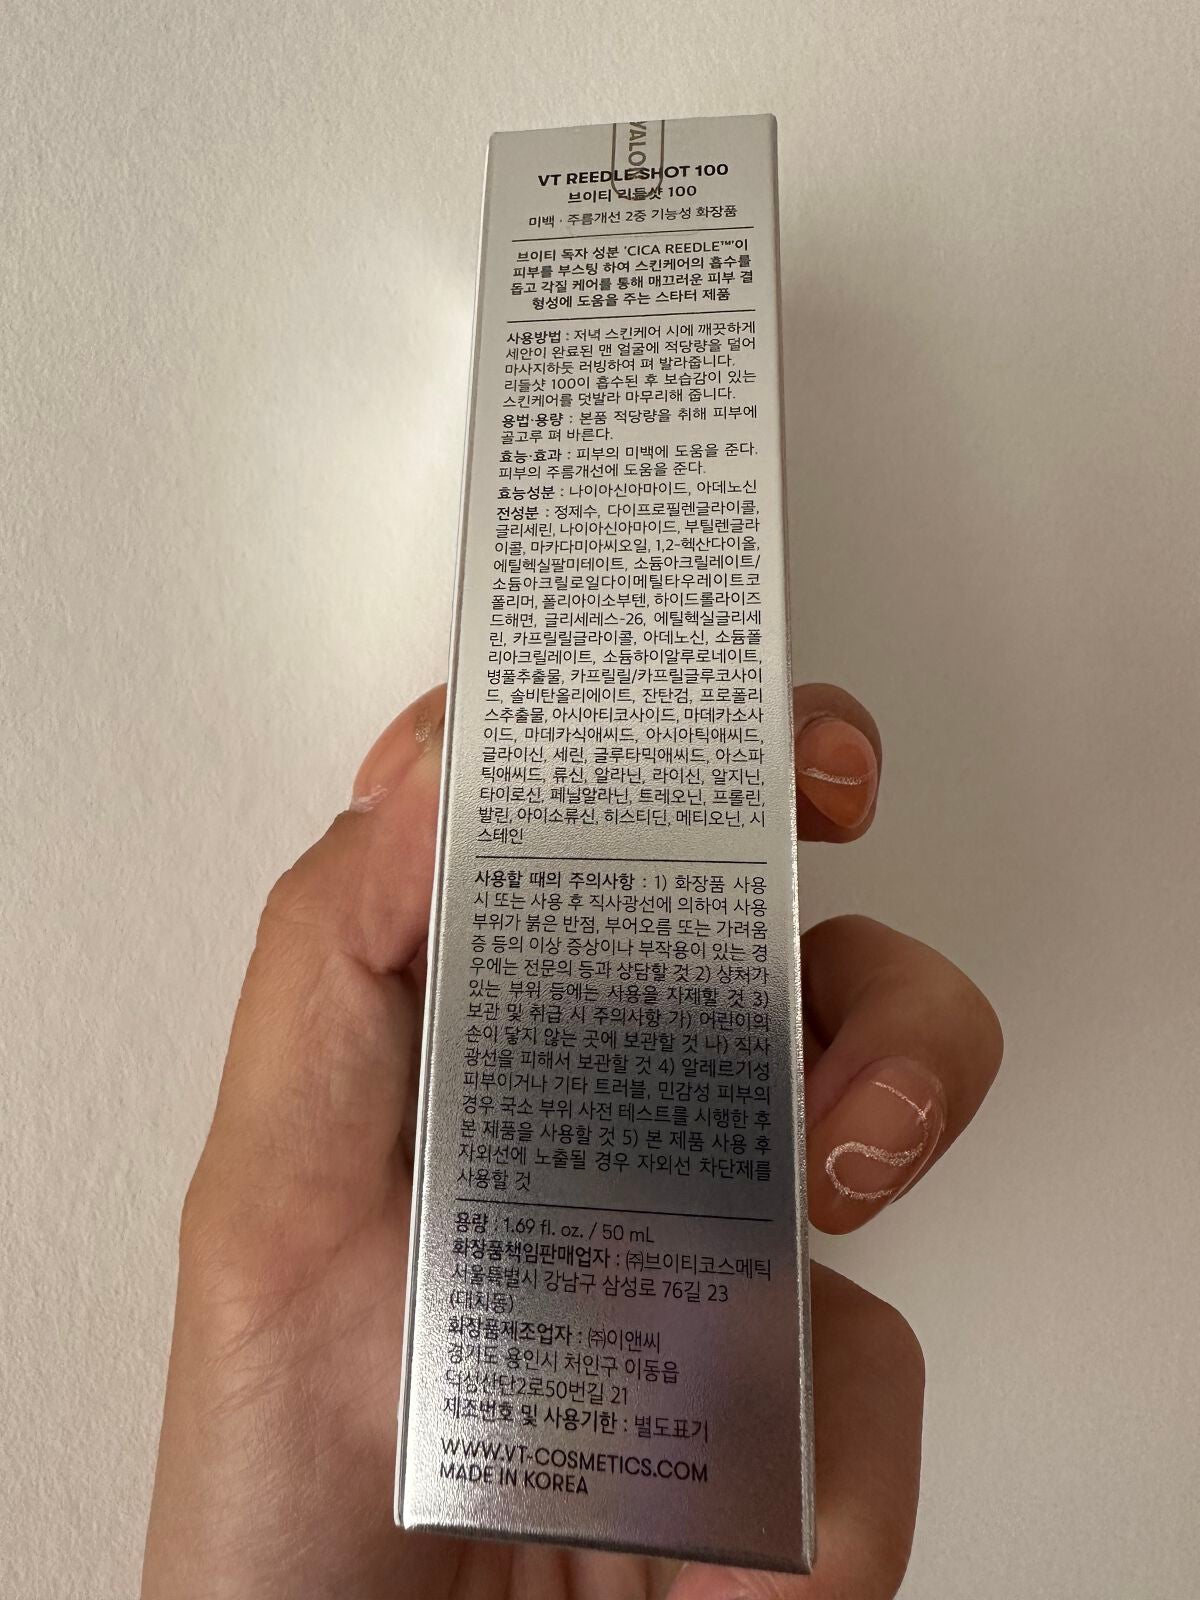 YALO
VT REEDLE SHOT 100
브이티 리들샷 100
미백 · 주름개선 2중 기능성 화장품
브이티 독자 성분 'CICA REEDLE™'이
피부를 부스팅 하여 스킨케어의 흡수를
돕고 각질 케어를 통해 매끄러운 피부 결
형성에 도움을 주는 스타터 제품
사용방법 : 저녁 스킨케어 시에 깨끗하게
세안이 완료된 맨 얼굴에 적당량을 덜어
마사지하듯 러빙하여 펴 발라줍니다.
리들샷 100이 흡수된 후 보습감이 있는
스킨케어를 덧발라 마무리해 줍니다.
용법·용량 : 본품 적당량을 취해 피부에
골고루 펴 바른다.
효능·효과 : 피부의 미백에 도움을 준다.
피부의 주름개선에 도움을 준다.
효능성분 : 나이아신아마이드, 아데노신
전성분 : 정제수, 다이프로필렌글라이콜,
글리세린, 나이아신아마이드, 부틸렌글라
이콜, 마카다미아씨오일, 1,2-헥산다이올,
에틸헥실팔미테이트, 소듐아크릴레이트/
소듐아크릴로일다이메틸타우레이트코
폴리머, 폴리아이소부텐, 하이드롤라이즈
드해면, 글리세레스-26, 에틸헥실글리세
린, 카프릴릴글라이콜, 아데노신, 소듐폴
리아크릴레이트, 소듐하이알루로네이트,
병풀추출물, 카프릴릴/카프릴글루코사이
드, 솔비탄올리에이트, 잔탄검, 프로폴리
스추출물, 아시아티코사이드, 마데카소사
이드, 마데카식애씨드, 아시아틱애씨드,
글라이신, 세린, 글루타믹애씨드, 아스파
틱애씨드, 류신, 알라닌, 라이신, 알지닌,
타이로신, 페닐알라닌, 트레오닌, 프롤린,
발린, 아이소류신, 히스티딘, 메티오닌, 시
스테인
사용할 때의 주의사항 : 1) 화장품 사용
시 또는 사용 후 직사광선에 의하여 사용
부위가 붉은 반점, 부어오름 또는 가려움
증 등의 이상 증상이나 부작용이 있는 경
우에는 전문의 등과 상담할 것 2) 상처가
있는 부위 등에는 사용을 자제할 것 3)
보관 및 취급 시 주의사항 가) 어린이의
손이 닿지 않는 곳에 보관할 것 나) 직사
광선을 피해서 보관할 것 4) 알레르기성
피부이거나 기타 트러블, 민감성 피부의
경우 국소 부위 사전 테스트를 시행한 후
본 제품을 사용할 것 5) 본 제품 사용 후
자외선에 노출될 경우 자외선 차단제를
사용할 것
용량 : 1.69 fl. oz. / 50 mL
화장품책임판매업자 : ㈜브이티코스메틱
서울특별시 강남구 삼성로 76길 23
(대치동)
화장품제조업자 : ㈜이앤씨
경기도 용인시 처인구 이동읍
덕성산단2로50번길 21
제조번호 및 사용기한 : 별도표기
WWW.VT-COSMETICS.COM
MADE IN KOREA